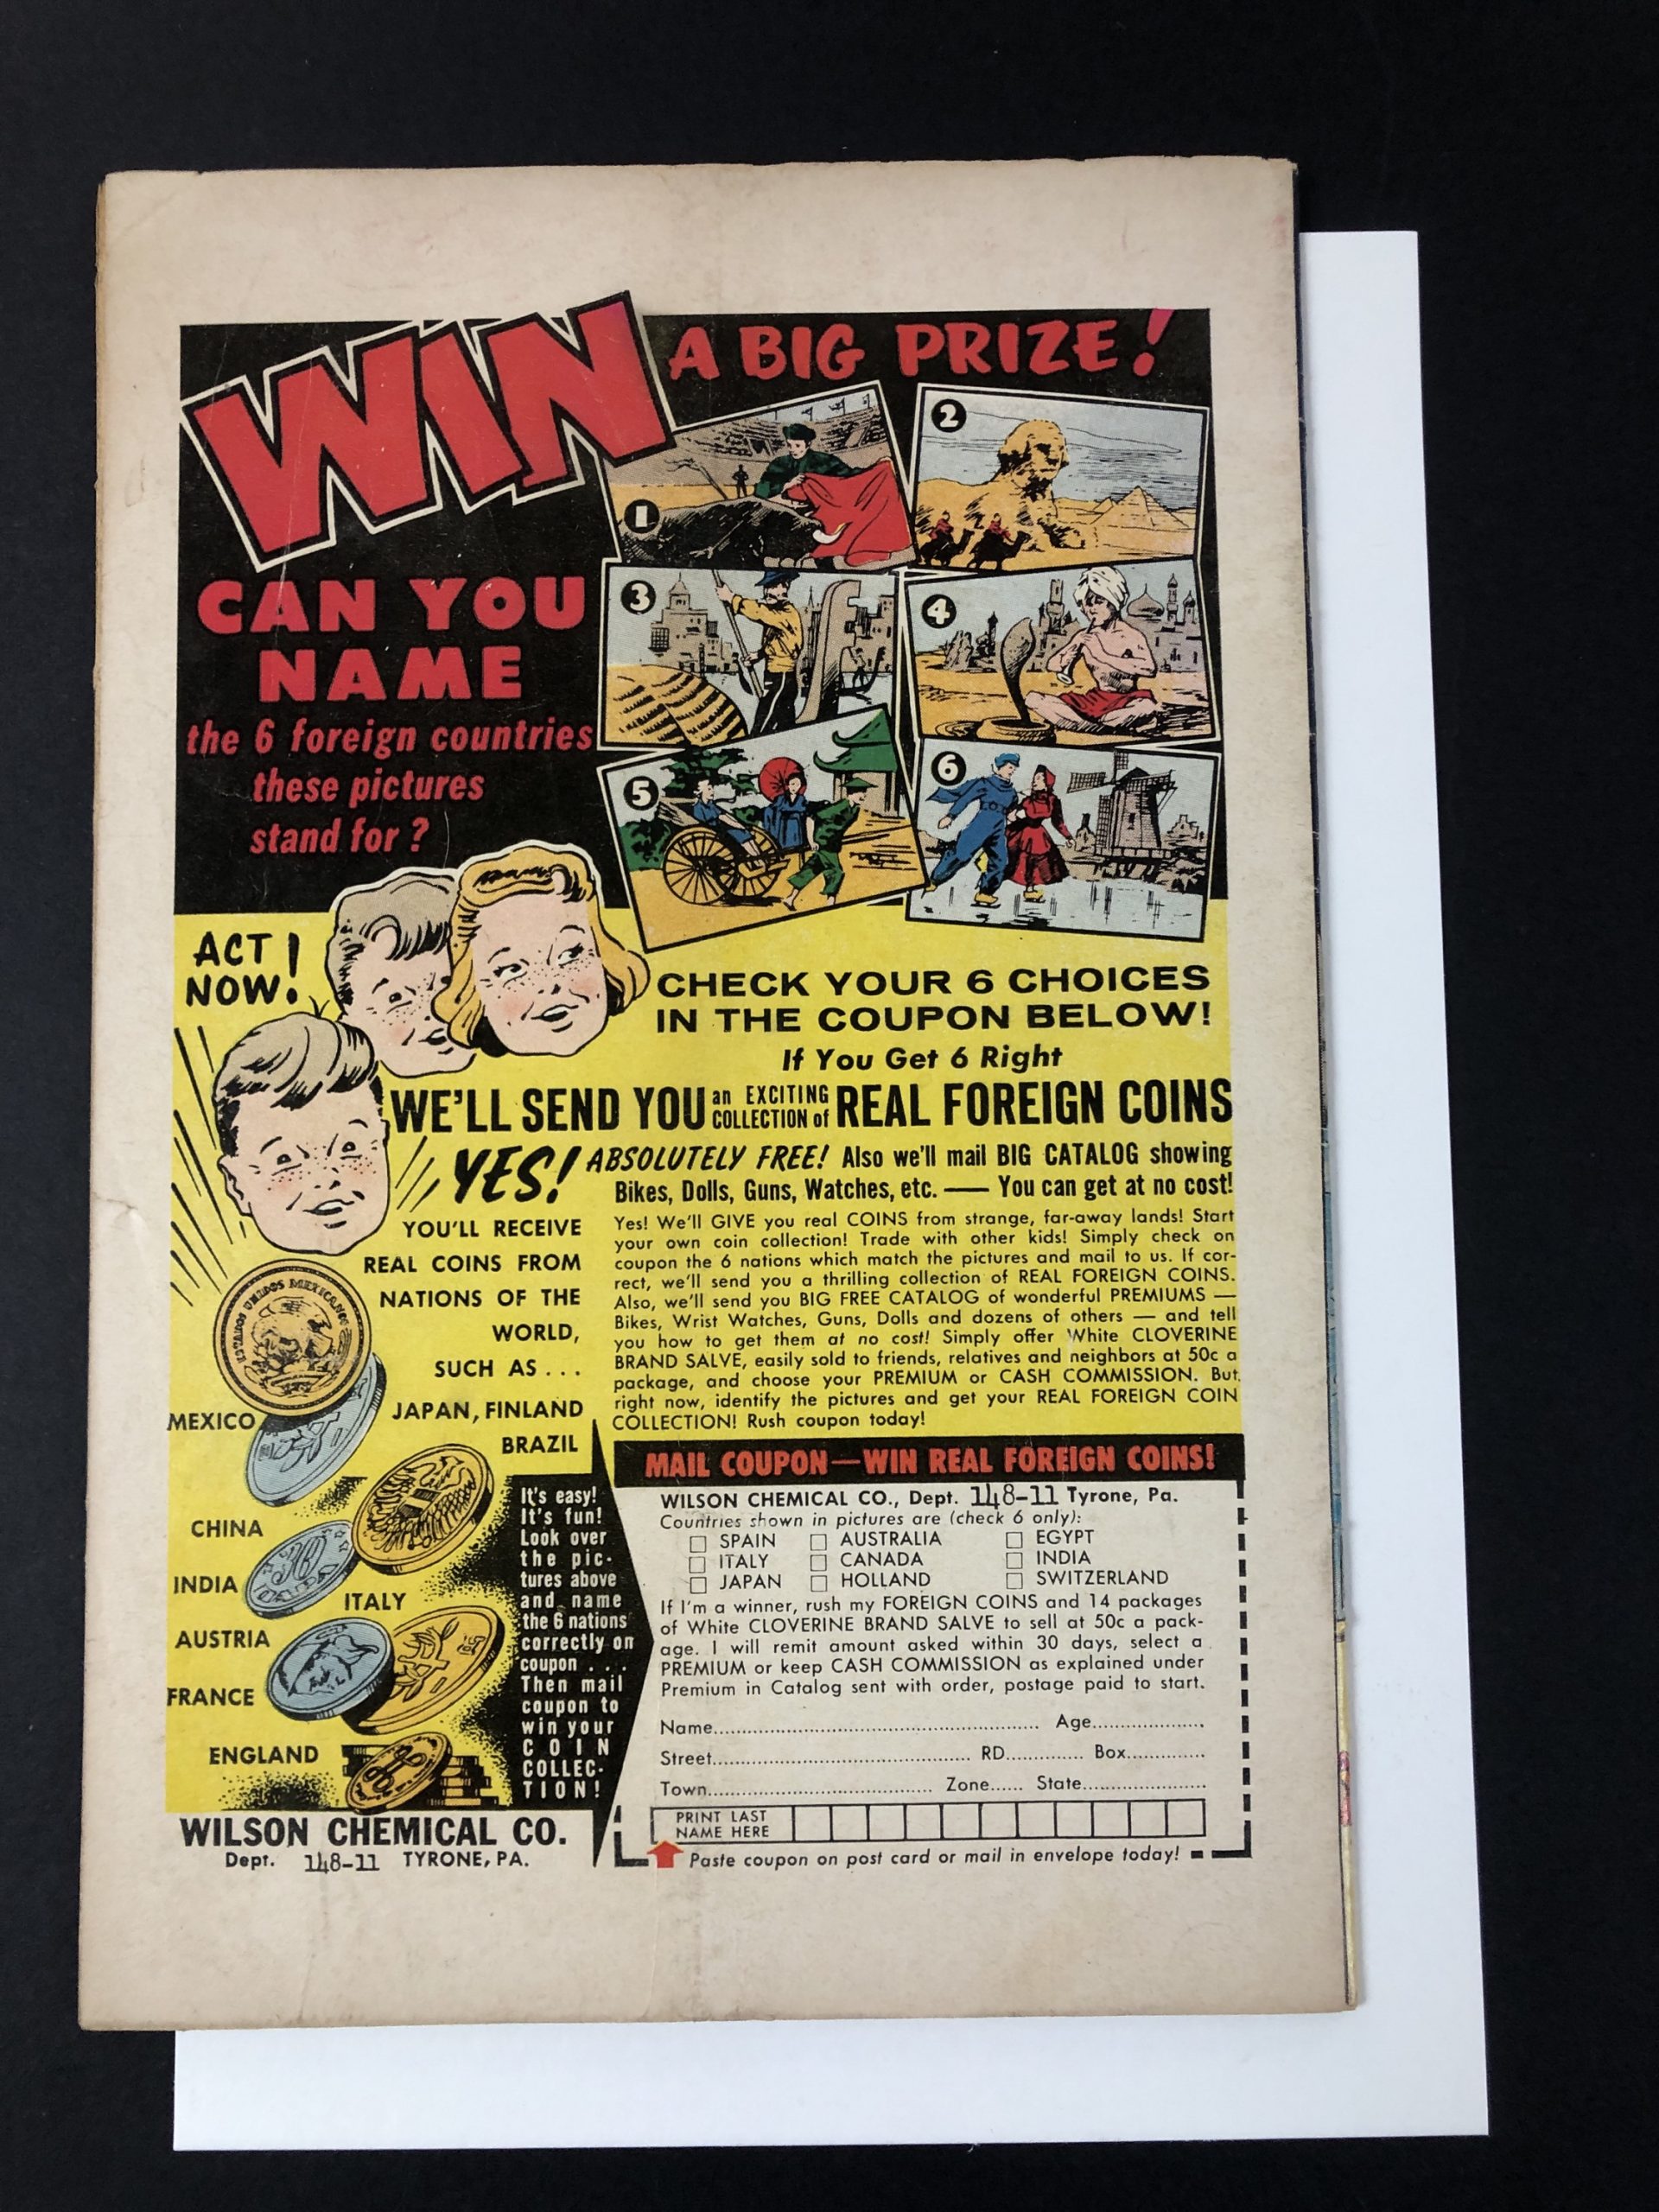 WIN
A BIG PRIZE!
1
2
3
4
5
6
CAN YOU
NAME
the 6 foreign countries
these pictures
stand for?
ACT
NOW!
CHECK YOUR 6 CHOICES
IN THE COUPON BELOW!
If You Get 6 Right
WE'LL SEND YOU an EXCITING COLLECTION of REAL FOREIGN COINS
YES! ABSOLUTELY FREE! Also we'll mail BIG CATALOG showing
Bikes, Dolls, Guns, Watches, etc. — You can get at no cost!
YOU'LL RECEIVE
REAL COINS FROM
NATIONS OF THE
WORLD,
SUCH AS...
JAPAN, FINLAND
BRAZIL
Yes! We'll GIVE you real COINS from strange, far-away lands! Start
your own coin collection! Trade with other kids! Simply check on
coupon the 6 nations which match the pictures and mail to us. If cor-
rect, we'll send you a thrilling collection of REAL FOREIGN COINS.
Also, we'll send you BIG FREE CATALOG of wonderful PREMIUMS —
Bikes, Wrist Watches, Guns, Dolls and dozens of others — and tell
you how to get them at no cost! Simply offer White CLOVERINE
BRAND SALVE, easily sold to friends, relatives and neighbors at 50c a
package, and choose your PREMIUM or CASH COMMISSION. But,
right now, identify the pictures and get your REAL FOREIGN COIN
COLLECTION! Rush coupon today!
ESTADOS UNIDOS MEXICANOS
MEXICO
CHINA
INDIA
ITALY
AUSTRIA
FRANCE
ENGLAND
It's easy!
It's fun!
Look over
the pic-
tures above
and name
the 6 nations
correctly on
coupon . . .
Then mail
coupon to
win your
COIN
COLLEC-
TION!
MAIL COUPON—WIN REAL FOREIGN COINS!
WILSON CHEMICAL CO., Dept. 148-11 Tyrone, Pa.
Countries shown in pictures are (check 6 only):
SPAIN AUSTRALIA EGYPT
ITALY CANADA INDIA
JAPAN HOLLAND SWITZERLAND
If I'm a winner, rush my FOREIGN COINS and 14 packages
of White CLOVERINE BRAND SALVE to sell at 50c a pack-
age. I will remit amount asked within 30 days, select a
PREMIUM or keep CASH COMMISSION as explained under
Premium in Catalog sent with order, postage paid to start.
Name........ Age........
Street........ RD........ Box........
Town........ Zone...... State........
PRINT LAST
NAME HERE
Paste coupon on post card or mail in envelope today!
WILSON CHEMICAL CO.
Dept. 148-11 TYRONE, PA.